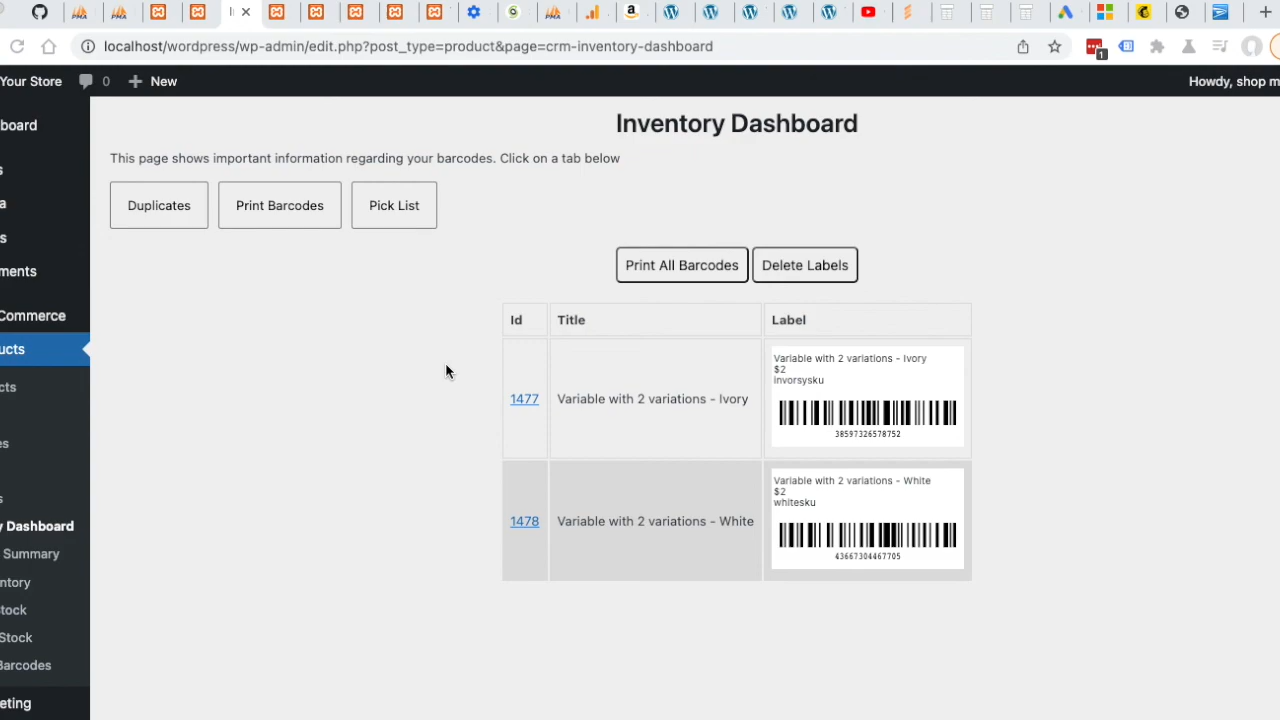 localhost/wordpress/wp-admin/edit.php?post_type=product&page=crm-inventory-dashboard
1
Your Store 0 New Howdy, shop m
board
Inventory Dashboard
This page shows important information regarding your barcodes. Click on a tab below
s
a
s
ments
Commerce
ucts
cts
es
s
y Dashboard
Summary
ntory
Stock
Stock
Barcodes
eting
Duplicates Print Barcodes Pick List
Print All Barcodes Delete Labels
Id Title Label
1477 Variable with 2 variations - Ivory
Variable with 2 variations - Ivory
$2
Invorsysku
38597326578752
1478 Variable with 2 variations - White
Variable with 2 variations - White
$2
whitesku
43667304467705